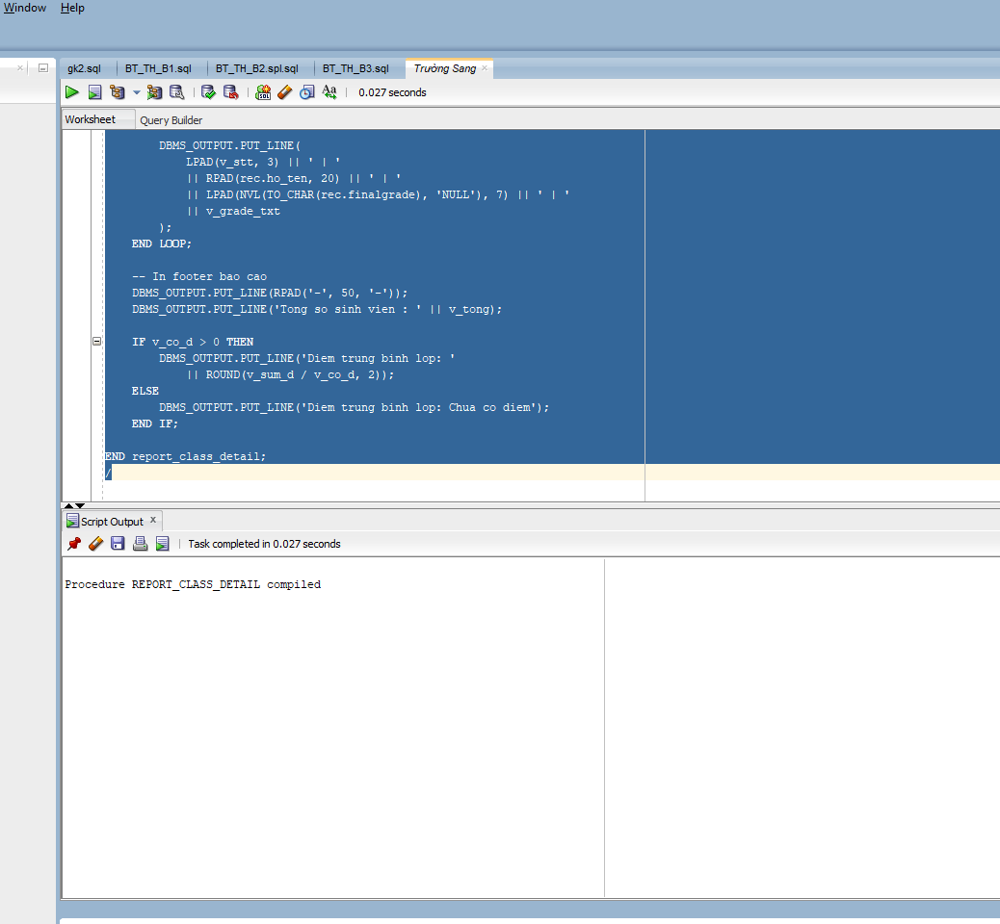 Window Help
gk2.sql BT_TH_B1.sql BT_TH_B2.spl.sql BT_TH_B3.sql Trường Sang
0.027 seconds
Worksheet Query Builder
DBMS_OUTPUT.PUT_LINE(
LPAD(v_stt, 3) || ' | '
|| RPAD(rec.ho_ten, 20) || ' | '
|| LPAD(NVL(TO_CHAR(rec.finalgrade), 'NULL'), 7) || ' | '
|| v_grade_txt
);
END LOOP;
-- In footer bao cao
DBMS_OUTPUT.PUT_LINE(RPAD('-', 50, '-'));
DBMS_OUTPUT.PUT_LINE('Tong so sinh vien : ' || v_tong);
IF v_co_d > 0 THEN
DBMS_OUTPUT.PUT_LINE('Diem trung binh lop: '
|| ROUND(v_sum_d / v_co_d, 2));
ELSE
DBMS_OUTPUT.PUT_LINE('Diem trung binh lop: Chua co diem');
END IF;
END report_class_detail;
/
Script Output x
Task completed in 0.027 seconds
Procedure REPORT_CLASS_DETAIL compiled